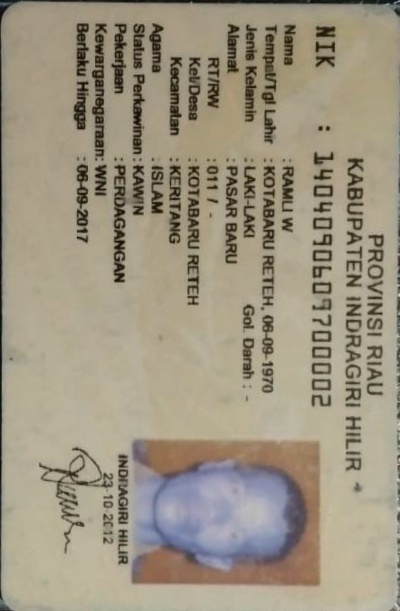 PROVINSI RIAU
KABUPATEN INDRAGIRI HILIR
NIK : 1404090609700002
Nama : RAMLI W
Tempat/Tgl Lahir : KOTABARU RETEH, 06-09-1970
Jenis Kelamin : LAKI-LAKI Gol. Darah : -
Alamat : PASAR BARU
RT/RW : 011 / -
Kel/Desa : KOTABARU RETEH
Kecamatan : KERITANG
Agama : ISLAM
Status Perkawinan : KAWIN
Pekerjaan : PERDAGANGAN
Kewarganegaraan: WNI
Berlaku Hingga : 06-09-2017
INDRAGIRI HILIR
23-10-2012